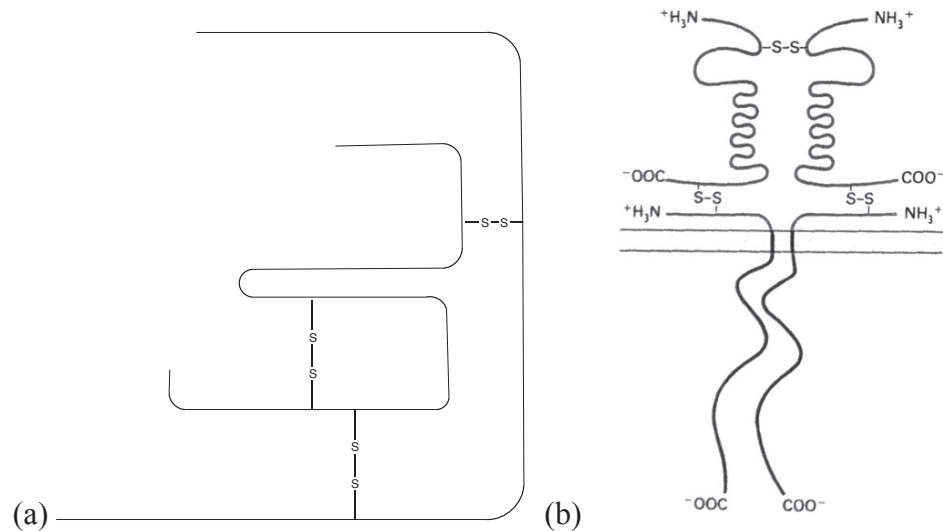 ⁺H₃N NH₃⁺
S–S
S–S
S
S
⁻OOC COO⁻
S–S S–S
⁺H₃N NH₃⁺
S
S
⁻OOC COO⁻
(a) (b)